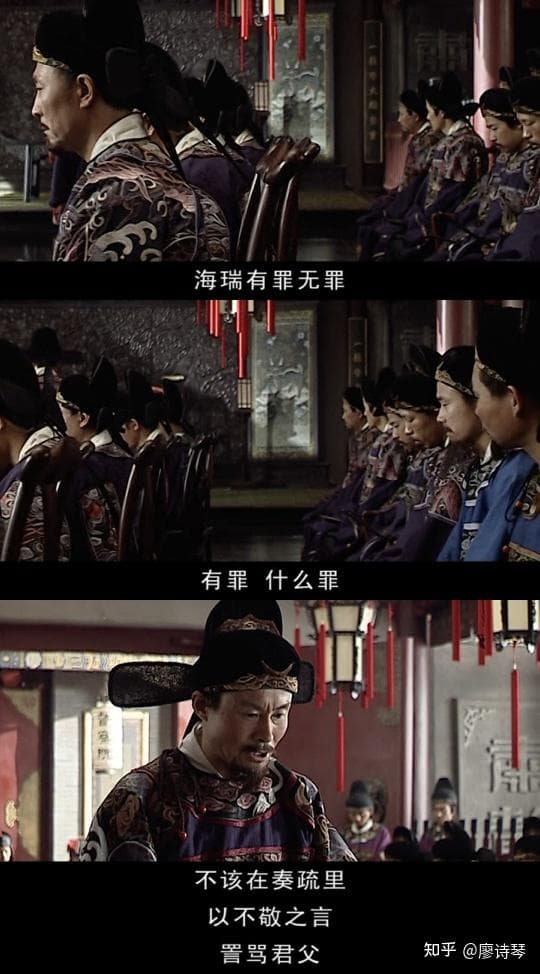 海瑞有罪无罪
有罪 什么罪
不该在奏疏里
以不敬之言
詈骂君父
知乎 @廖诗琴